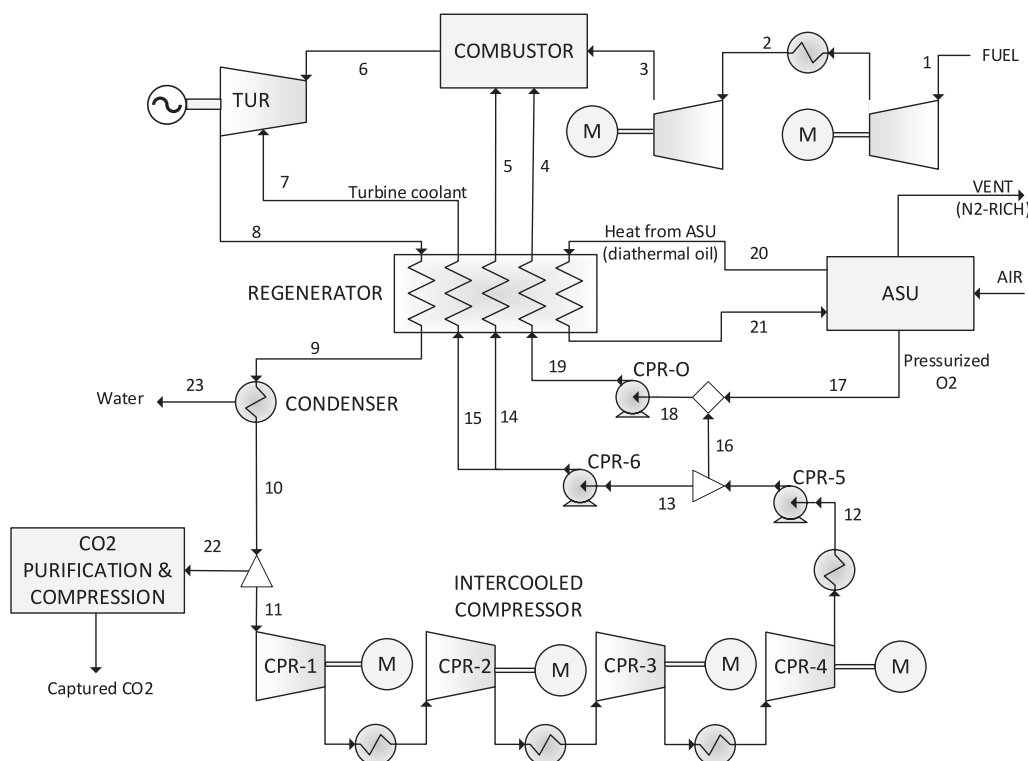 COMBUSTOR
2
1
FUEL
6
3
TUR
M
M
5
4
7
Turbine coolant
VENT
(N2-RICH)
8
Heat from ASU
(diathermal oil)
20
AIR
REGENERATOR
ASU
21
9
19
CPR-O
Pressurized
O2
23
17
Water
CONDENSER
18
15
14
16
CPR-6
CPR-5
10
13
12
CO2
PURIFICATION &
COMPRESSION
22
INTERCOOLED
COMPRESSOR
11
CPR-1
M
CPR-2
M
CPR-3
M
CPR-4
M
Captured CO2